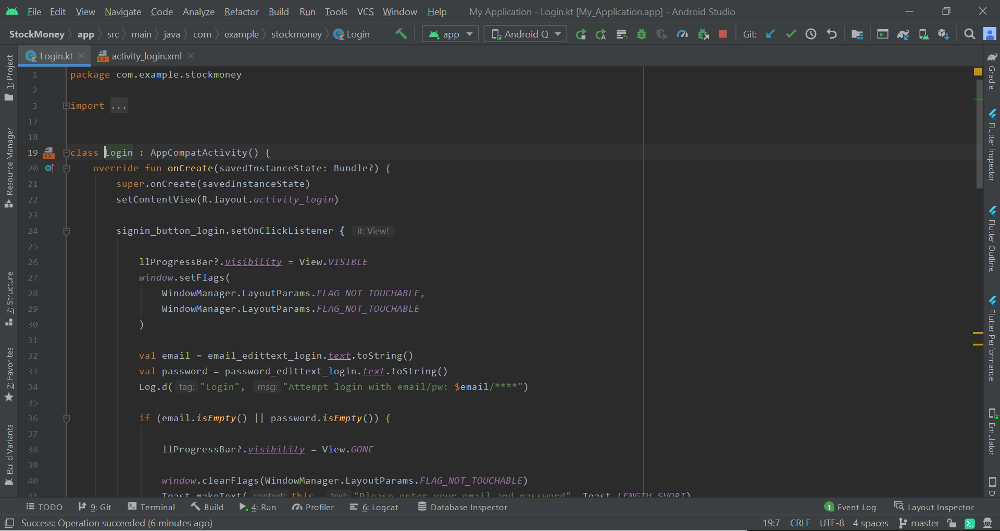 File Edit View Navigate Code Analyze Refactor Build Run Tools VCS Window Help My Application - Login.kt [My_Application.app] - Android Studio
StockMoney app src main java com example stockmoney Login app Android Q Git:
Login.kt activity_login.xml
1: Project
Resource Manager
7: Structure
2: Favorites
Build Variants
1 package com.example.stockmoney
2
3 import ...
17
18
19 class Login : AppCompatActivity() {
20 override fun onCreate(savedInstanceState: Bundle?) {
21 super.onCreate(savedInstanceState)
22 setContentView(R.layout.activity_login)
23
24 signin_button_login.setOnClickListener { it: View!
25
26 llProgressBar?.visibility = View.VISIBLE
27 window.setFlags(
28 WindowManager.LayoutParams.FLAG_NOT_TOUCHABLE,
29 WindowManager.LayoutParams.FLAG_NOT_TOUCHABLE
30 )
31
32 val email = email_edittext_login.text.toString()
33 val password = password_edittext_login.text.toString()
34 Log.d( tag: "Login", msg: "Attempt login with email/pw: $email/****")
35
36 if (email.isEmpty() || password.isEmpty()) {
37
38 llProgressBar?.visibility = View.GONE
39
40 window.clearFlags(WindowManager.LayoutParams.FLAG_NOT_TOUCHABLE)
41 Toast.makeText( context: this, text: "Please enter your email and password", Toast.LENGTH_SHORT)
Gradle
Flutter Inspector
Flutter Outline
Flutter Performance
Emulator
D
TODO 9: Git Terminal Build 4: Run Profiler 6: Logcat Database Inspector 1 Event Log Layout Inspector
Success: Operation succeeded (6 minutes ago) 19:7 CRLF UTF-8 4 spaces master